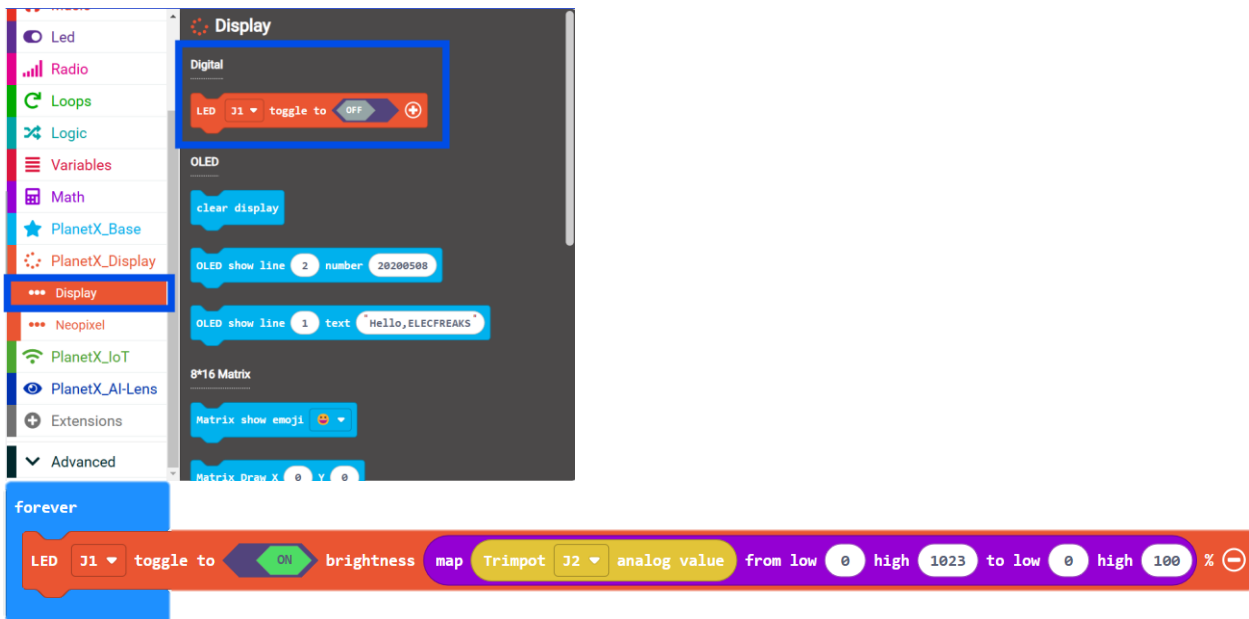 Display
Led
Radio
Loops
Logic
Variables
Math
PlanetX_Base
PlanetX_Display
Display
Neopixel
PlanetX_IoT
PlanetX_AI-Lens
Extensions
Advanced
Digital
LED J1 toggle to OFF
OLED
clear display
OLED show line 2 number 20200508
OLED show line 1 text "Hello,ELECFREAKS"
8*16 Matrix
Matrix show emoji
Matrix Draw X 0 Y 0
forever
LED J1 toggle to ON brightness map Trimpot J2 analog value from low 0 high 1023 to low 0 high 100 %